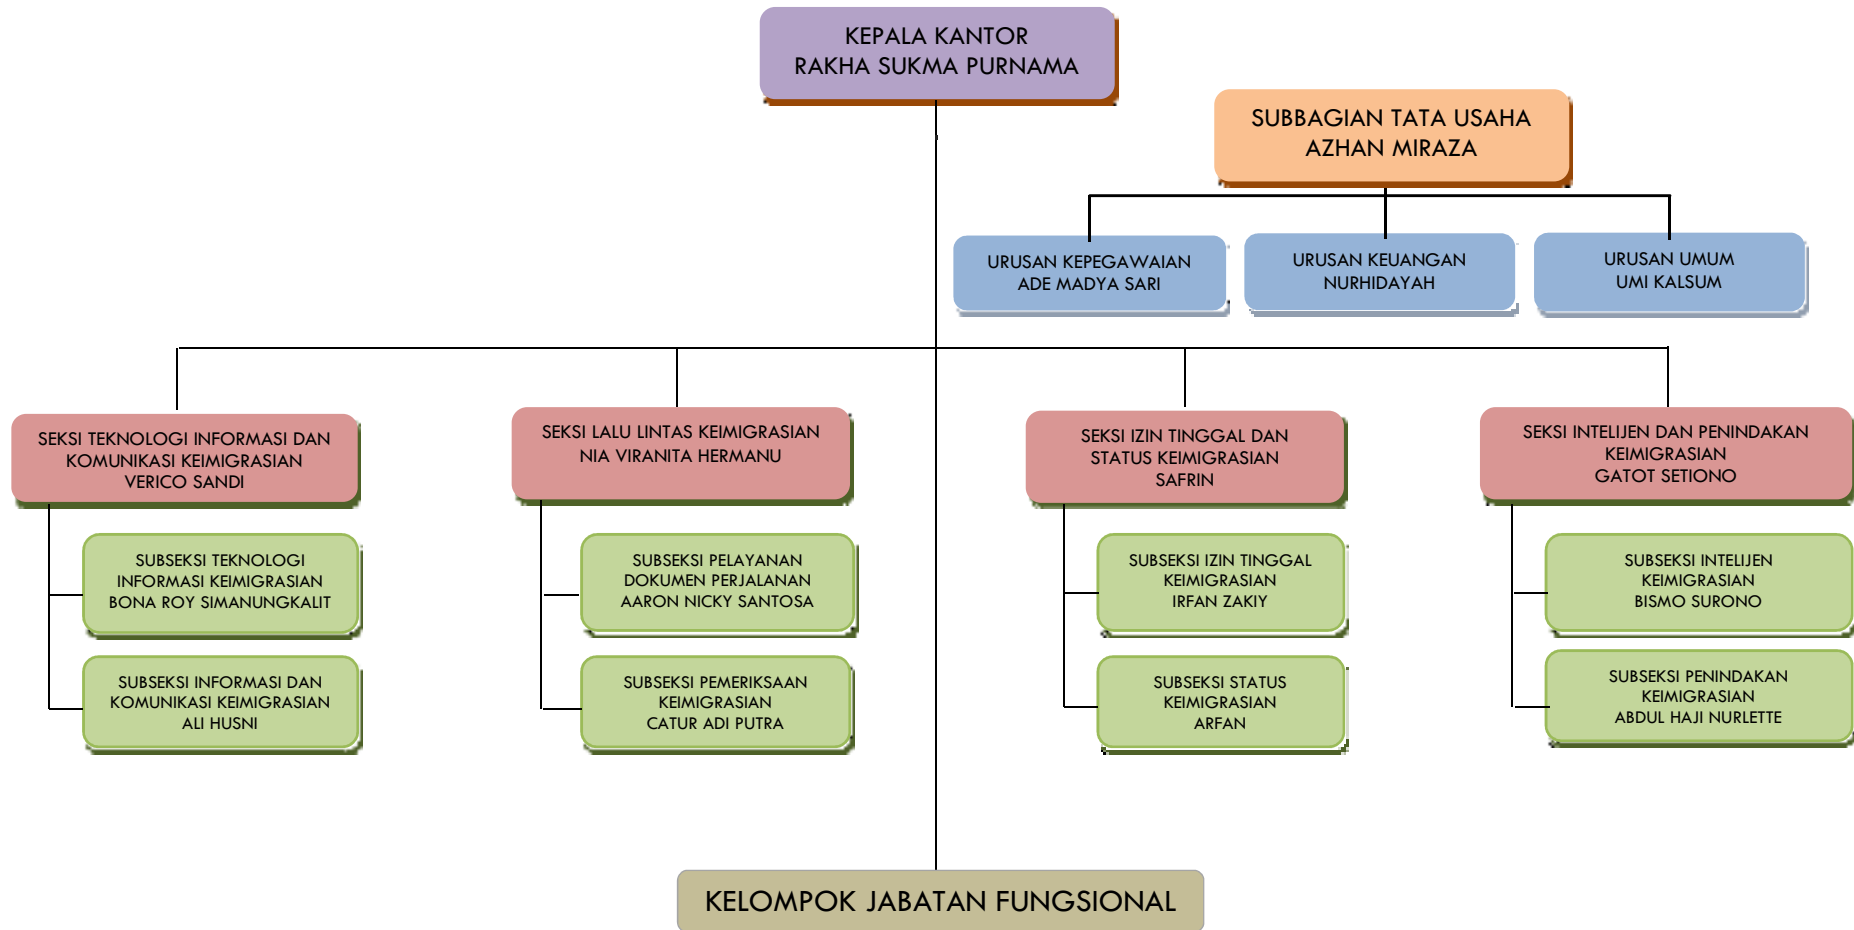 KEPALA KANTOR
RAKHA SUKMA PURNAMA
SUBBAGIAN TATA USAHA
AZHAN MIRAZA
URUSAN KEPEGAWAIAN
ADE MADYA SARI
URUSAN KEUANGAN
NURHIDAYAH
URUSAN UMUM
UMI KALSUM
SEKSI TEKNOLOGI INFORMASI DAN
KOMUNIKASI KEIMIGRASIAN
VERICO SANDI
SEKSI LALU LINTAS KEIMIGRASIAN
NIA VIRANITA HERMANU
SEKSI IZIN TINGGAL DAN
STATUS KEIMIGRASIAN
SAFRIN
SEKSI INTELIJEN DAN PENINDAKAN
KEIMIGRASIAN
GATOT SETIONO
SUBSEKSI TEKNOLOGI
INFORMASI KEIMIGRASIAN
BONA ROY SIMANUNGKALIT
SUBSEKSI PELAYANAN
DOKUMEN PERJALANAN
AARON NICKY SANTOSA
SUBSEKSI IZIN TINGGAL
KEIMIGRASIAN
IRFAN ZAKIY
SUBSEKSI INTELIJEN
KEIMIGRASIAN
BISMO SURONO
SUBSEKSI INFORMASI DAN
KOMUNIKASI KEIMIGRASIAN
ALI HUSNI
SUBSEKSI PEMERIKSAAN
KEIMIGRASIAN
CATUR ADI PUTRA
SUBSEKSI STATUS
KEIMIGRASIAN
ARFAN
SUBSEKSI PENINDAKAN
KEIMIGRASIAN
ABDUL HAJI NURLETTE
KELOMPOK JABATAN FUNGSIONAL